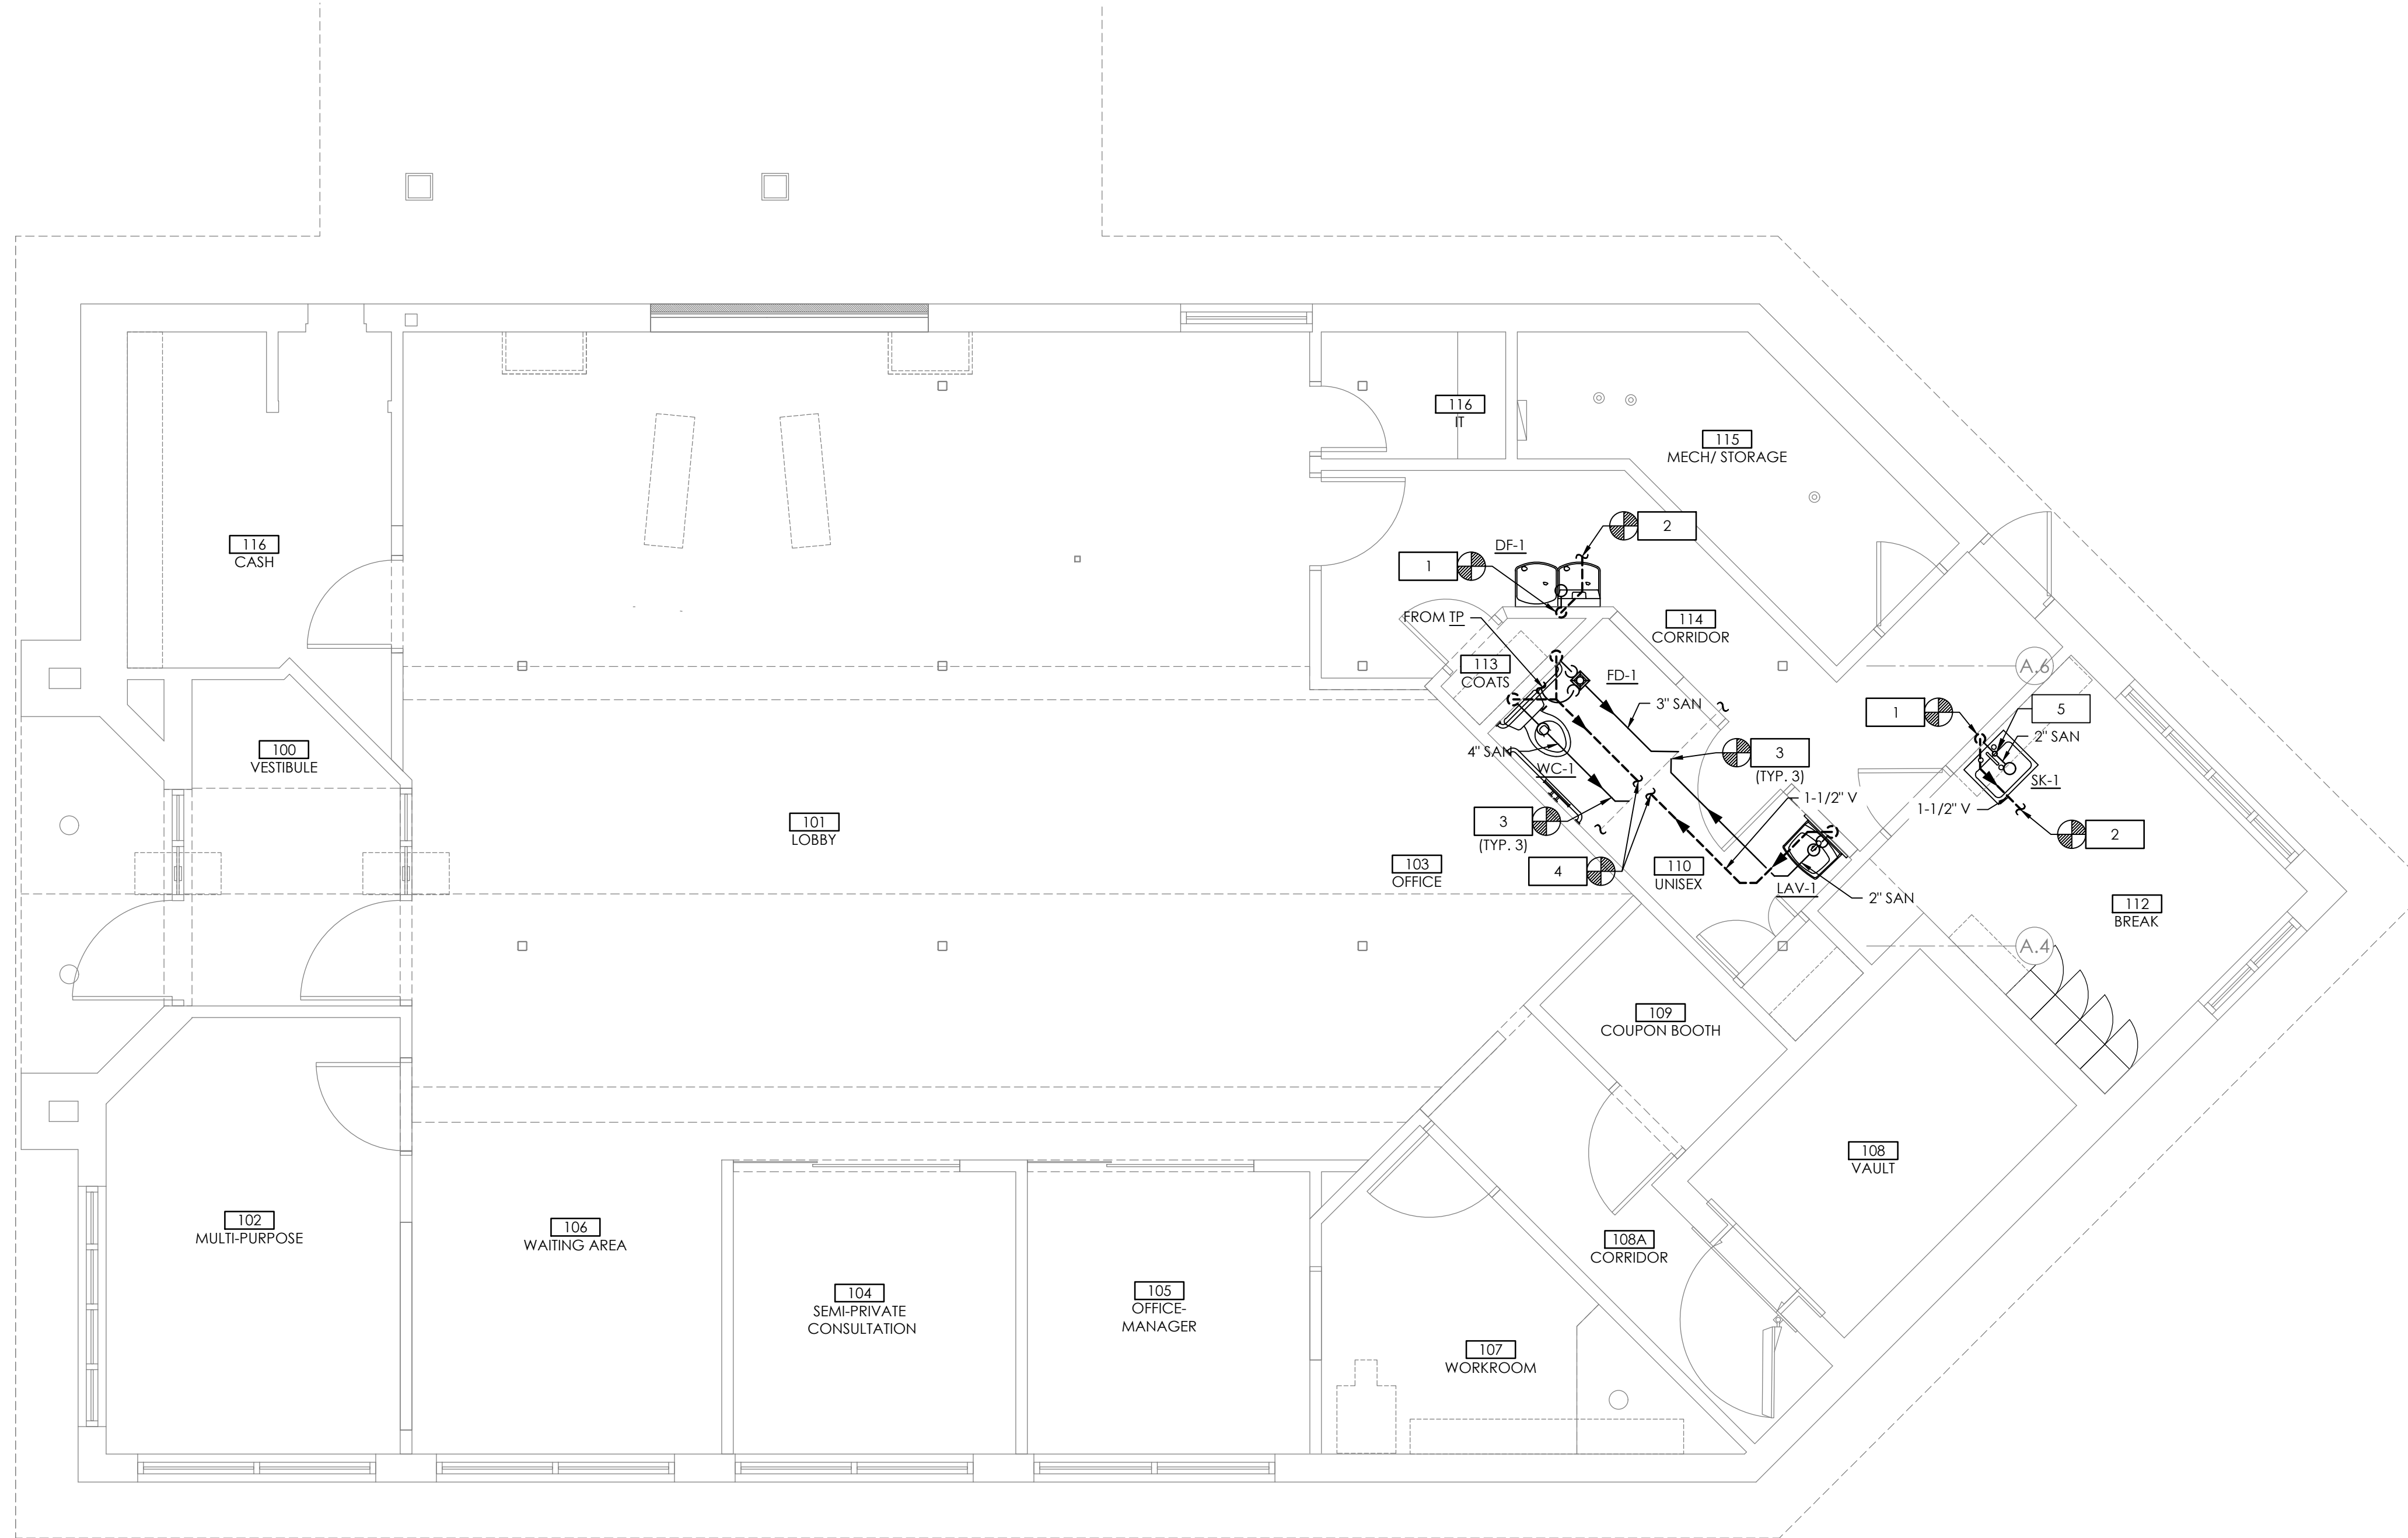 116
IT
115
MECH/ STORAGE
2
DF-1
1
116
CASH
FROM TP
114
CORRIDOR
113
COATS
FD-1
A.6
3" SAN
1
5
2" SAN
100
VESTIBULE
4" SAN
WC-1
3
(TYP. 3)
SK-1
1-1/2" V
1-1/2" V
101
LOBBY
3
(TYP. 3)
2
103
OFFICE
4
110
UNISEX
LAV-1
2" SAN
112
BREAK
A.4
109
COUPON BOOTH
108
VAULT
102
MULTI-PURPOSE
106
WAITING AREA
108A
CORRIDOR
104
SEMI-PRIVATE
CONSULTATION
105
OFFICE-
MANAGER
107
WORKROOM